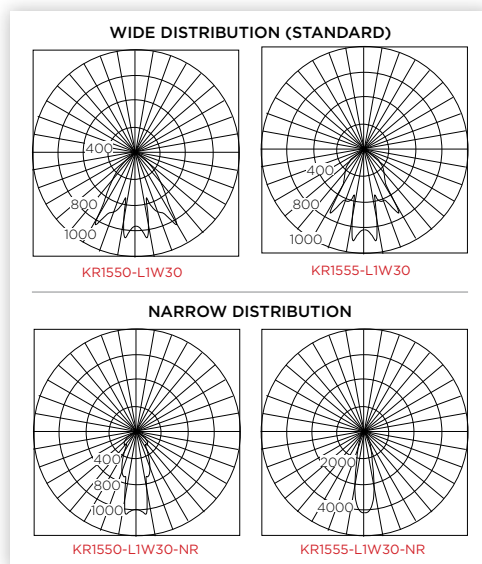 WIDE DISTRIBUTION (STANDARD)
400
800
1000
KR1550-L1W30
400
800
1000
KR1555-L1W30
NARROW DISTRIBUTION
400
800
1000
KR1550-L1W30-NR
2000
4000
KR1555-L1W30-NR